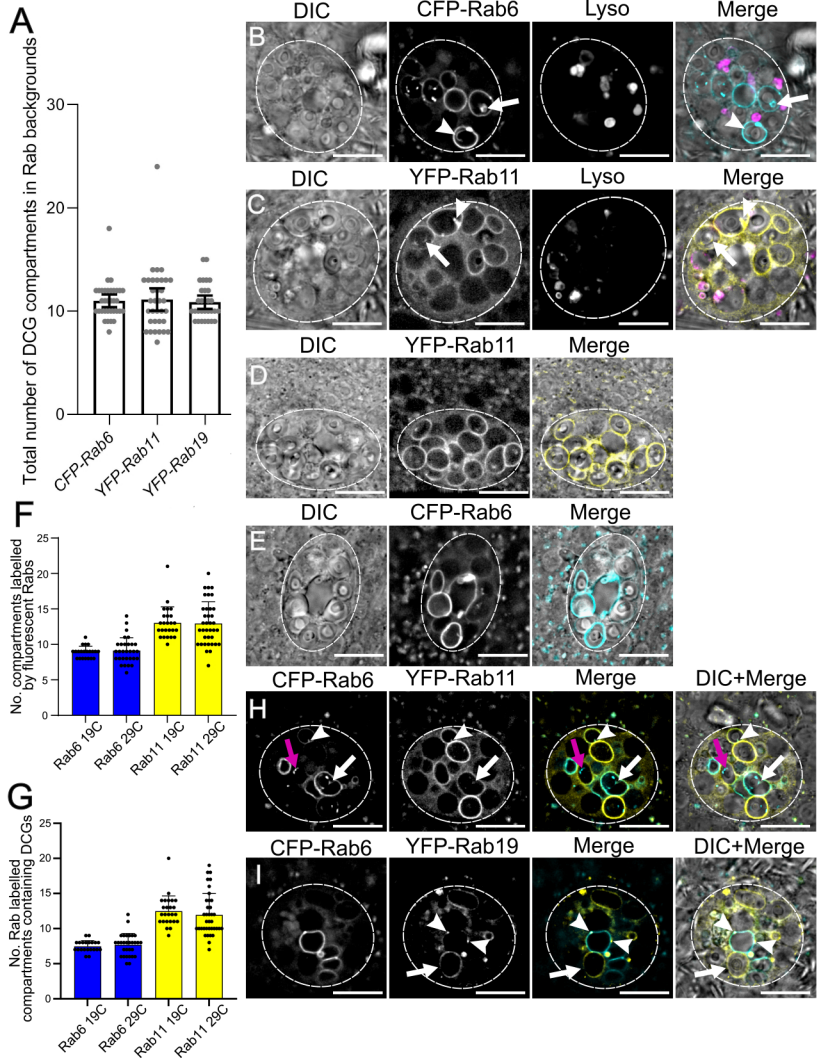 A
Total number of DCG compartments in Rab backgrounds
30
20
10
0
CFP-Rab6
YFP-Rab11
YFP-Rab19
DIC CFP-Rab6 Lyso Merge
B
DIC YFP-Rab11 Lyso Merge
C
DIC YFP-Rab11 Merge
D
DIC CFP-Rab6 Merge
E
F
No. compartments labelled
by fluorescent Rabs
25
20
15
10
5
0
Rab6 19C
Rab6 29C
Rab11 19C
Rab11 29C
G
No. Rab labelled
compartments containing DCGs
25
20
15
10
5
0
Rab6 19C
Rab6 29C
Rab11 19C
Rab11 29C
CFP-Rab6 YFP-Rab11 Merge DIC+Merge
H
CFP-Rab6 YFP-Rab19 Merge DIC+Merge
I